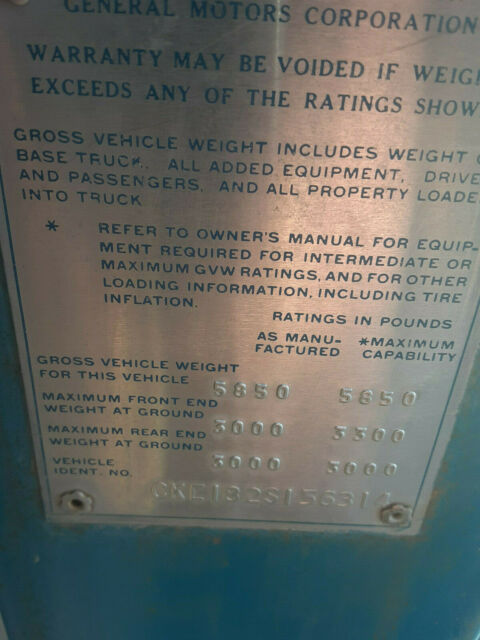 GENERAL MOTORS CORPORATION
WARRANTY MAY BE VOIDED IF WEIGH
EXCEEDS ANY OF THE RATINGS SHOW
GROSS VEHICLE WEIGHT INCLUDES WEIGHT O
BASE TRUCK, ALL ADDED EQUIPMENT, DRIVE
AND PASSENGERS, AND ALL PROPERTY LOADE
INTO TRUCK
* REFER TO OWNER'S MANUAL FOR EQUIP-
MENT REQUIRED FOR INTERMEDIATE OR
MAXIMUM GVW RATINGS, AND FOR OTHER
LOADING INFORMATION, INCLUDING TIRE
INFLATION.
RATINGS IN POUNDS
AS MANU- *MAXIMUM
FACTURED CAPABILITY
GROSS VEHICLE WEIGHT
FOR THIS VEHICLE 5850 5850
MAXIMUM FRONT END
WEIGHT AT GROUND 3000 3300
MAXIMUM REAR END
WEIGHT AT GROUND 3000 3000
VEHICLE
IDENT. NO.